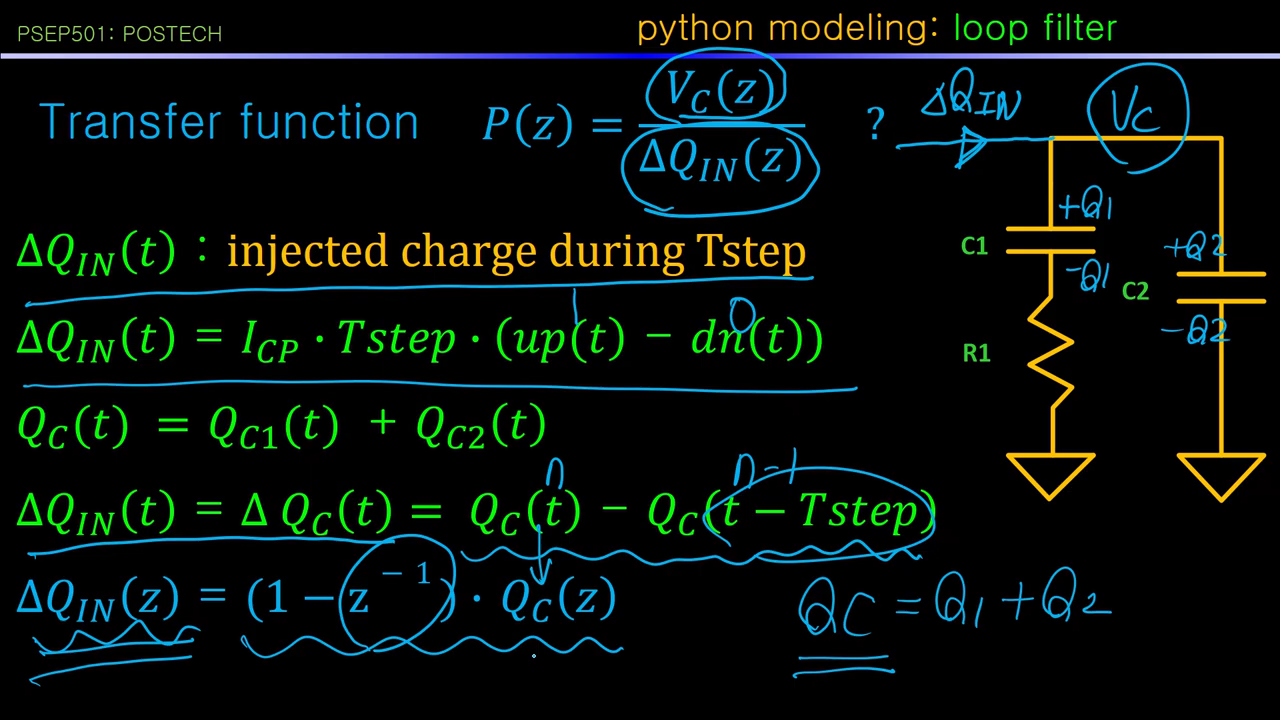 PSEP501: POSTECH
python modeling: loop filter
Transfer function P(z) = V_C(z) / ΔQ_IN(z) ?
ΔQ_IN
V_C
ΔQ_IN(t) : injected charge during Tstep
+Q1
C1
-Q1
+Q2
C2
-Q2
R1
1
0
ΔQ_IN(t) = I_CP · Tstep · (up(t) − dn(t))
Q_C(t) = Q_C1(t) + Q_C2(t)
n
n-1
ΔQ_IN(t) = Δ Q_C(t) = Q_C(t) − Q_C(t − Tstep)
ΔQ_IN(z) = (1 − z^−1) · Q_C(z)
QC = Q1 + Q2